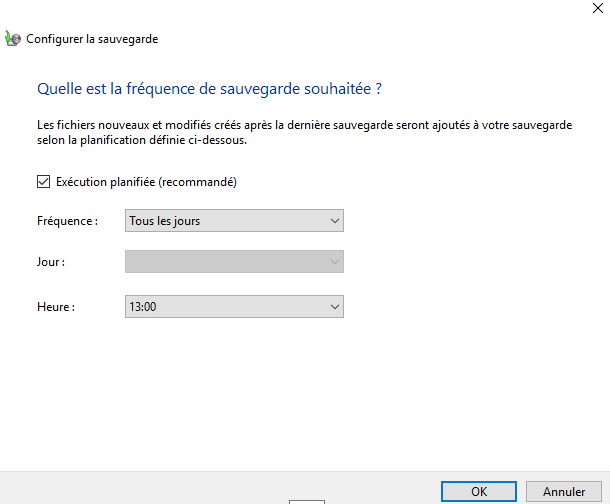 Configurer la sauvegarde
Quelle est la fréquence de sauvegarde souhaitée ?
Les fichiers nouveaux et modifiés créés après la dernière sauvegarde seront ajoutés à votre sauvegarde
selon la planification définie ci-dessous.
Exécution planifiée (recommandé)
Fréquence : Tous les jours
Jour :
Heure : 13:00
OK Annuler